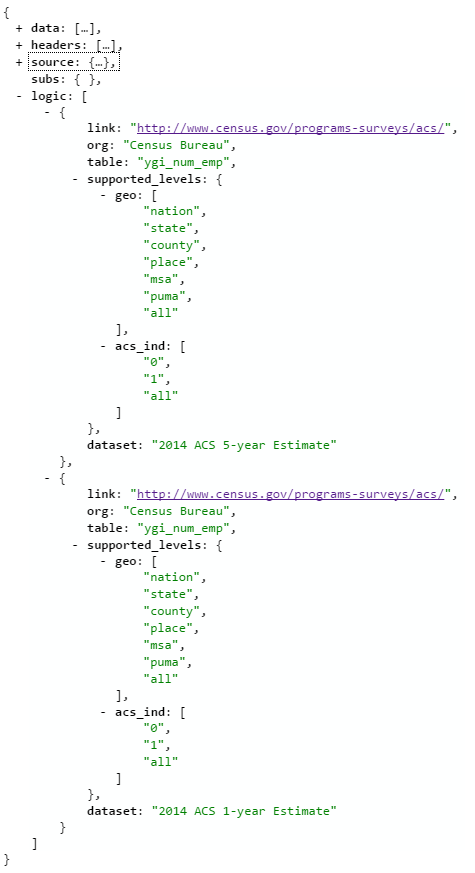 {
+ data: […],
+ headers: […],
+ source: {…},
subs: { },
- logic: [
- {
link: "http://www.census.gov/programs-surveys/acs/",
org: "Census Bureau",
table: "ygi_num_emp",
- supported_levels: {
- geo: [
"nation",
"state",
"county",
"place",
"msa",
"puma",
"all"
],
- acs_ind: [
"0",
"1",
"all"
]
},
dataset: "2014 ACS 5-year Estimate"
},
- {
link: "http://www.census.gov/programs-surveys/acs/",
org: "Census Bureau",
table: "ygi_num_emp",
- supported_levels: {
- geo: [
"nation",
"state",
"county",
"place",
"msa",
"puma",
"all"
],
- acs_ind: [
"0",
"1",
"all"
]
},
dataset: "2014 ACS 1-year Estimate"
}
]
}